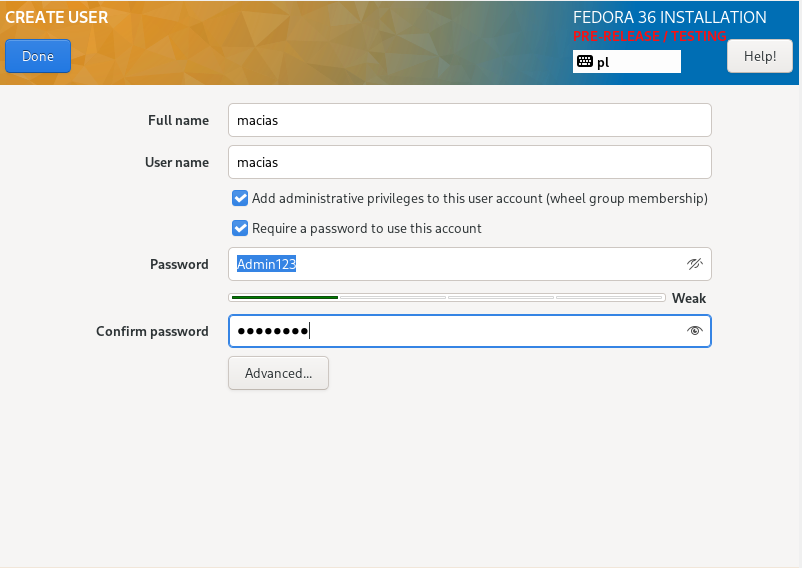 CREATE USER
FEDORA 36 INSTALLATION
PRE-RELEASE / TESTING
Done
pl
Help!
Full name
macias
User name
macias
Add administrative privileges to this user account (wheel group membership)
Require a password to use this account
Password
Admin123
Weak
Confirm password
●●●●●●●●
Advanced...